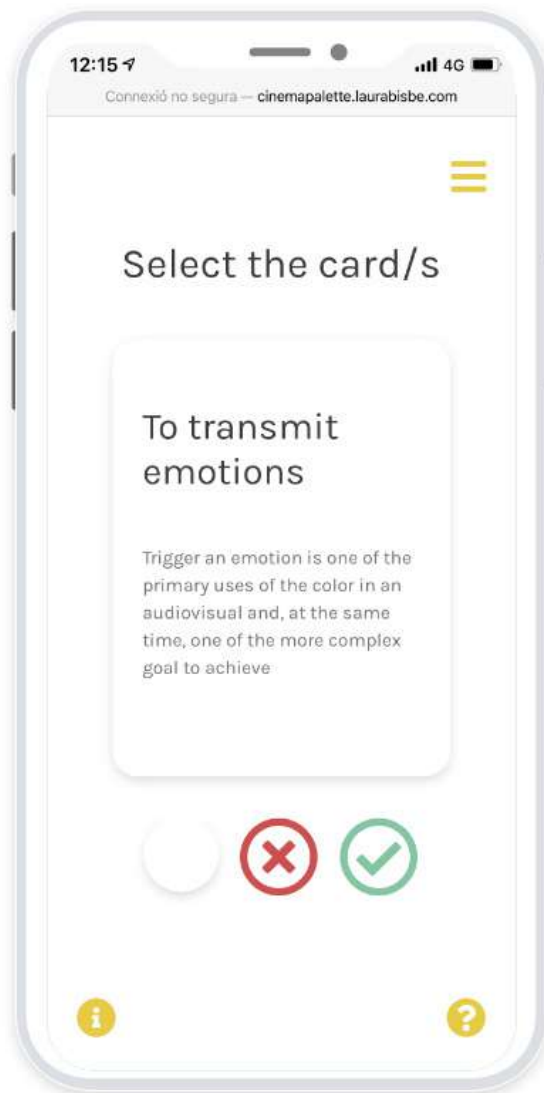 12:15
4G
Connexió no segura — cinemapalette.laurabisbe.com
Select the card/s
To transmit
emotions
Trigger an emotion is one of the
primary uses of the color in an
audiovisual and, at the same
time, one of the more complex
goal to achieve
i
?